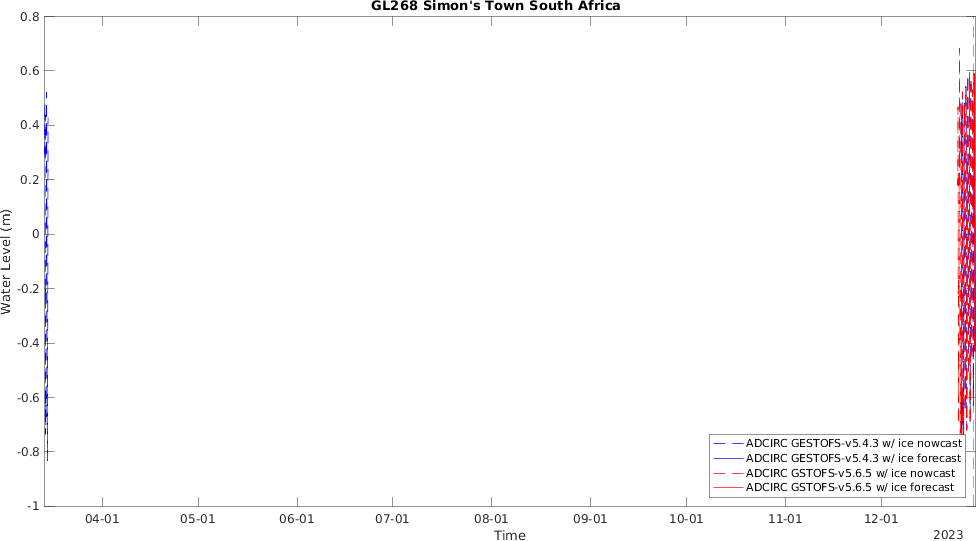 GL268 Simon's Town South Africa
0.8
0.6
0.4
0.2
0
-0.2
-0.4
-0.6
-0.8
-1
Water Level (m)
ADCIRC GESTOFS-v5.4.3 w/ ice nowcast
ADCIRC GESTOFS-v5.4.3 w/ ice forecast
ADCIRC GSTOFS-v5.6.5 w/ ice nowcast
ADCIRC GSTOFS-v5.6.5 w/ ice forecast
04-01 05-01 06-01 07-01 08-01 09-01 10-01 11-01 12-01
Time
2023